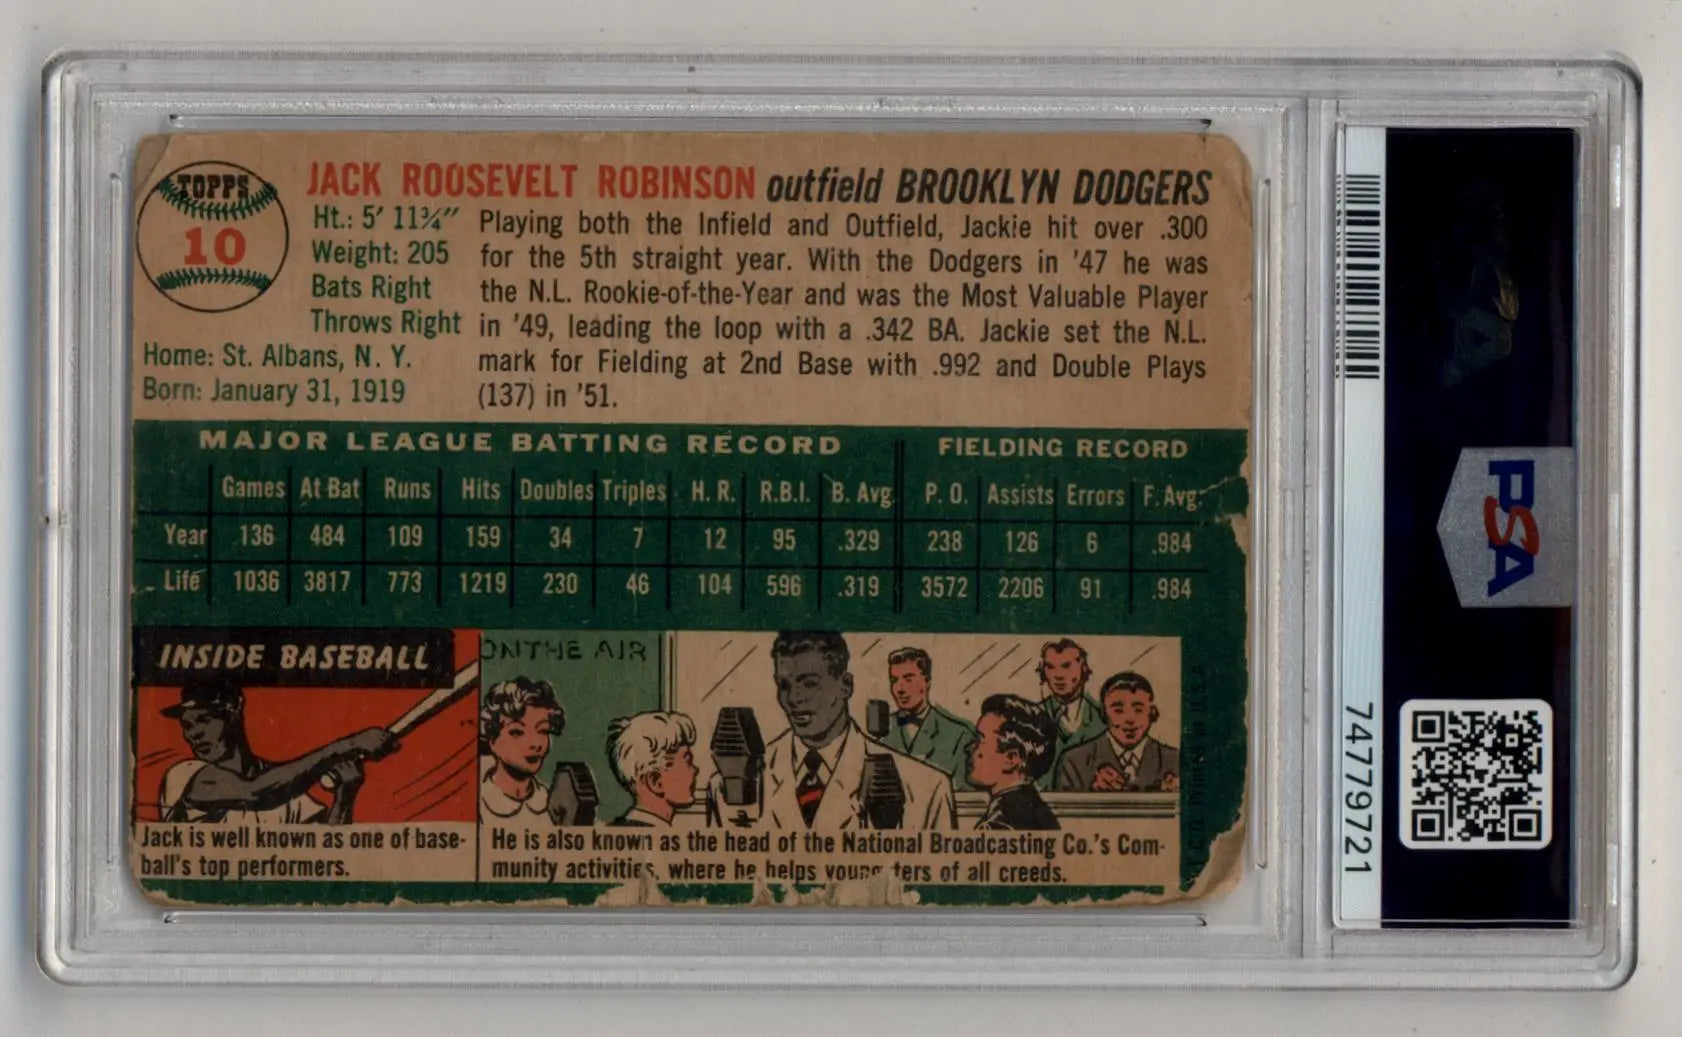 TOPPS
10
JACK ROOSEVELT ROBINSON outfield BROOKLYN DODGERS
Ht.: 5′ 11¾″
Weight: 205
Bats Right
Throws Right
Home: St. Albans, N. Y.
Born: January 31, 1919
Playing both the Infield and Outfield, Jackie hit over .300
for the 5th straight year. With the Dodgers in '47 he was
the N.L. Rookie-of-the-Year and was the Most Valuable Player
in '49, leading the loop with a .342 BA. Jackie set the N.L.
mark for Fielding at 2nd Base with .992 and Double Plays
(137) in '51.
MAJOR LEAGUE BATTING RECORD FIELDING RECORD
Games At Bat Runs Hits Doubles Triples H. R. R.B.I. B. Avg. P. O. Assists Errors F. Avg.
Year 136 484 109 159 34 7 12 95 .329 238 126 6 .984
Life 1036 3817 773 1219 230 46 104 596 .319 3572 2206 91 .984
INSIDE BASEBALL
ON THE AIR
Jack is well known as one of base-
ball's top performers.
He is also known as the head of the National Broadcasting Co.'s Com-
munity activities, where he helps youngsters of all creeds.
T.C.G. Printed in U.S.A.
74779721
PSA